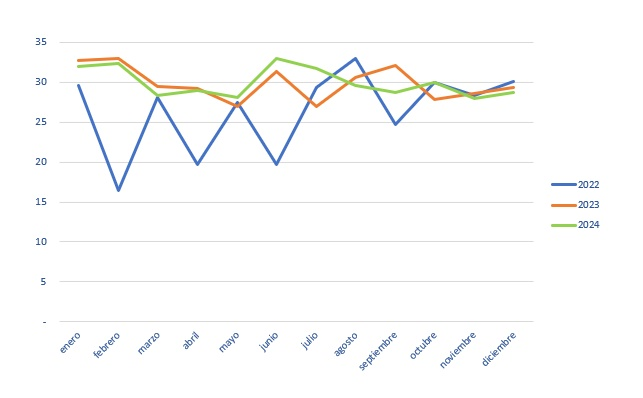 35
30
25
20
15
10
5
-
enero
febrero
marzo
abril
mayo
junio
julio
agosto
septiembre
octubre
noviembre
diciembre
2022
2023
2024